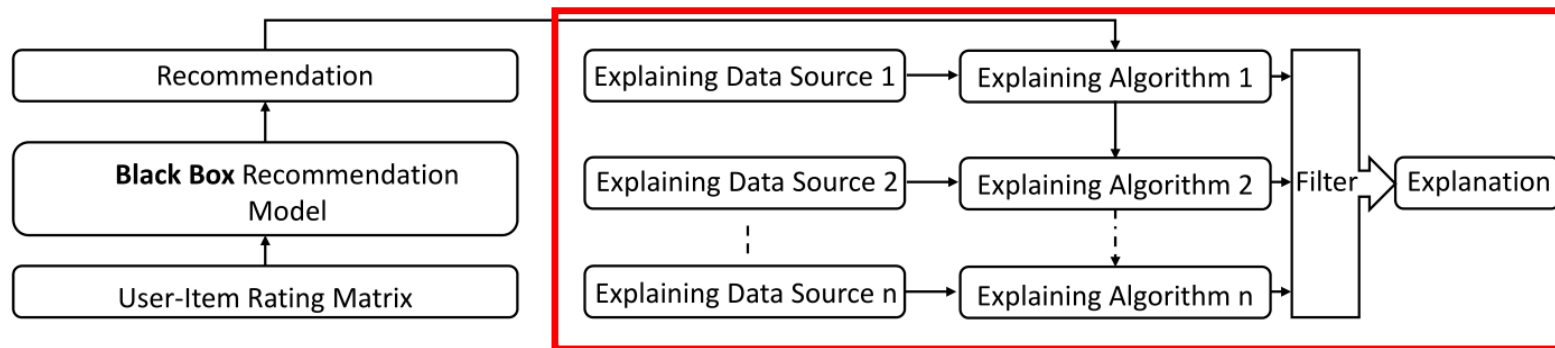 Recommendation
Black Box Recommendation
Model
User-Item Rating Matrix
Explaining Data Source 1
Explaining Algorithm 1
Explaining Data Source 2
Explaining Algorithm 2
Explaining Data Source n
Explaining Algorithm n
Filter
Explanation